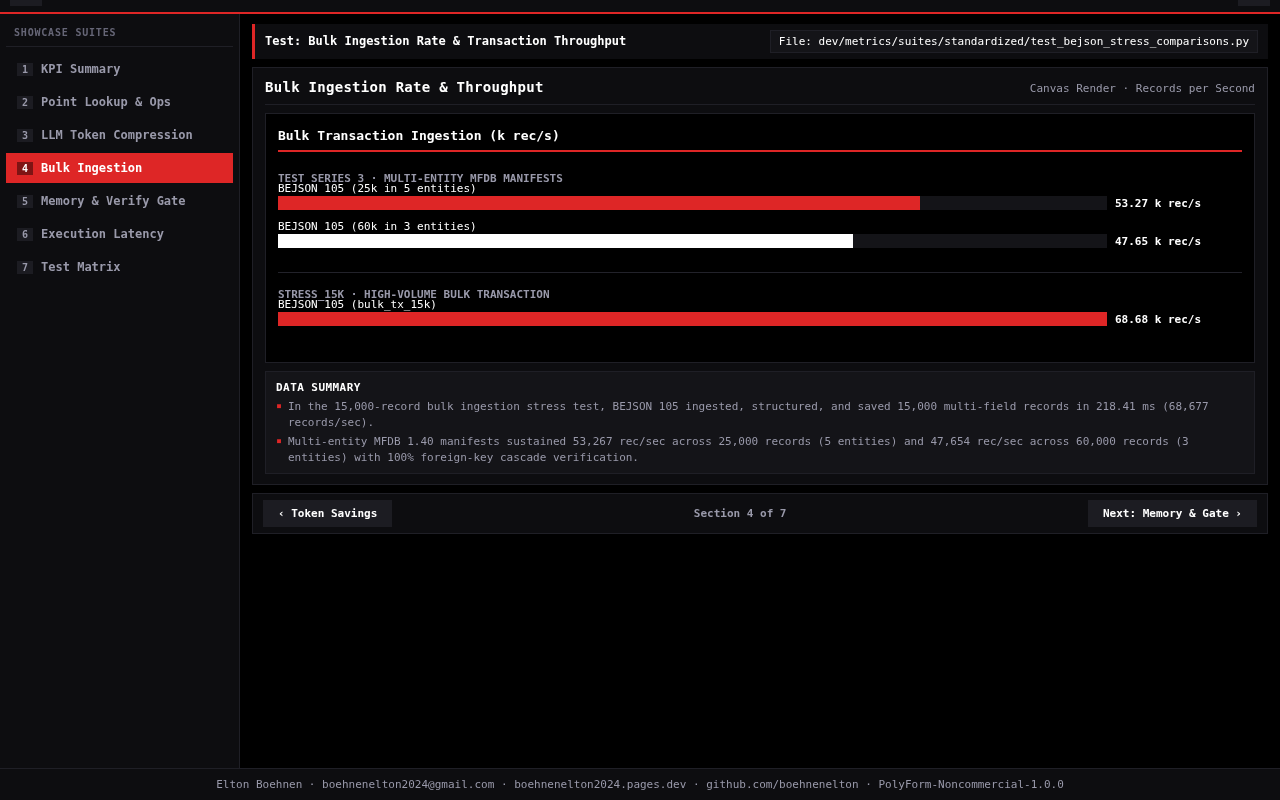 SHOWCASE SUITES
1 KPI Summary
2 Point Lookup & Ops
3 LLM Token Compression
4 Bulk Ingestion
5 Memory & Verify Gate
6 Execution Latency
7 Test Matrix
Test: Bulk Ingestion Rate & Transaction Throughput
File: dev/metrics/suites/standardized/test_bejson_stress_comparisons.py
Bulk Ingestion Rate & Throughput
Canvas Render · Records per Second
Bulk Transaction Ingestion (k rec/s)
TEST SERIES 3 · MULTI-ENTITY MFDB MANIFESTS
BEJSON 105 (25k in 5 entities)
53.27 k rec/s
BEJSON 105 (60k in 3 entities)
47.65 k rec/s
STRESS 15K · HIGH-VOLUME BULK TRANSACTION
BEJSON 105 (bulk_tx_15k)
68.68 k rec/s
DATA SUMMARY
In the 15,000-record bulk ingestion stress test, BEJSON 105 ingested, structured, and saved 15,000 multi-field records in 218.41 ms (68,677
records/sec).
Multi-entity MFDB 1.40 manifests sustained 53,267 rec/sec across 25,000 records (5 entities) and 47,654 rec/sec across 60,000 records (3
entities) with 100% foreign-key cascade verification.
‹ Token Savings
Section 4 of 7
Next: Memory & Gate ›
Elton Boehnen · boehnenelton2024@gmail.com · boehnenelton2024.pages.dev · github.com/boehnenelton · PolyForm-Noncommercial-1.0.0